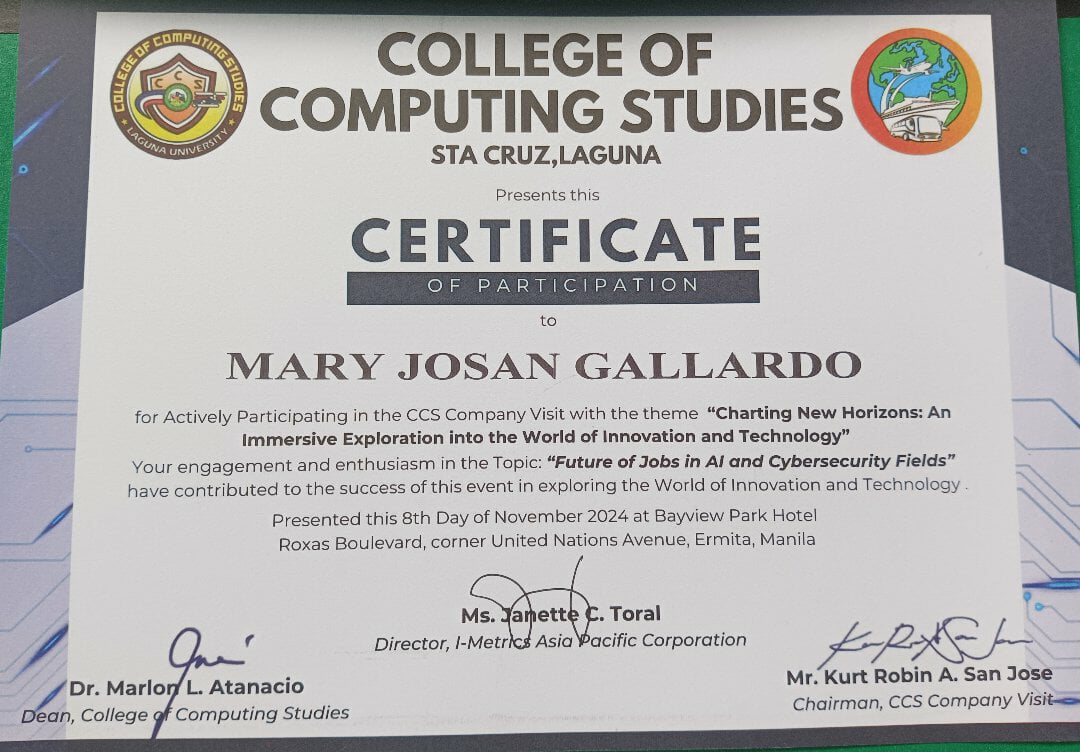 COLLEGE OF COMPUTING STUDIES
CCS
LAGUNA UNIVERSITY
COLLEGE OF
COMPUTING STUDIES
STA CRUZ,LAGUNA
Presents this
CERTIFICATE
OF PARTICIPATION
to
MARY JOSAN GALLARDO
for Actively Participating in the CCS Company Visit with the theme “Charting New Horizons: An
Immersive Exploration into the World of Innovation and Technology”
Your engagement and enthusiasm in the Topic: “Future of Jobs in AI and Cybersecurity Fields”
have contributed to the success of this event in exploring the World of Innovation and Technology .
Presented this 8th Day of November 2024 at Bayview Park Hotel
Roxas Boulevard, corner United Nations Avenue, Ermita, Manila
Ms. Janette C. Toral
Director, I-Metrics Asia Pacific Corporation
Dr. Marlon L. Atanacio
Dean, College of Computing Studies
Mr. Kurt Robin A. San Jose
Chairman, CCS Company Visit